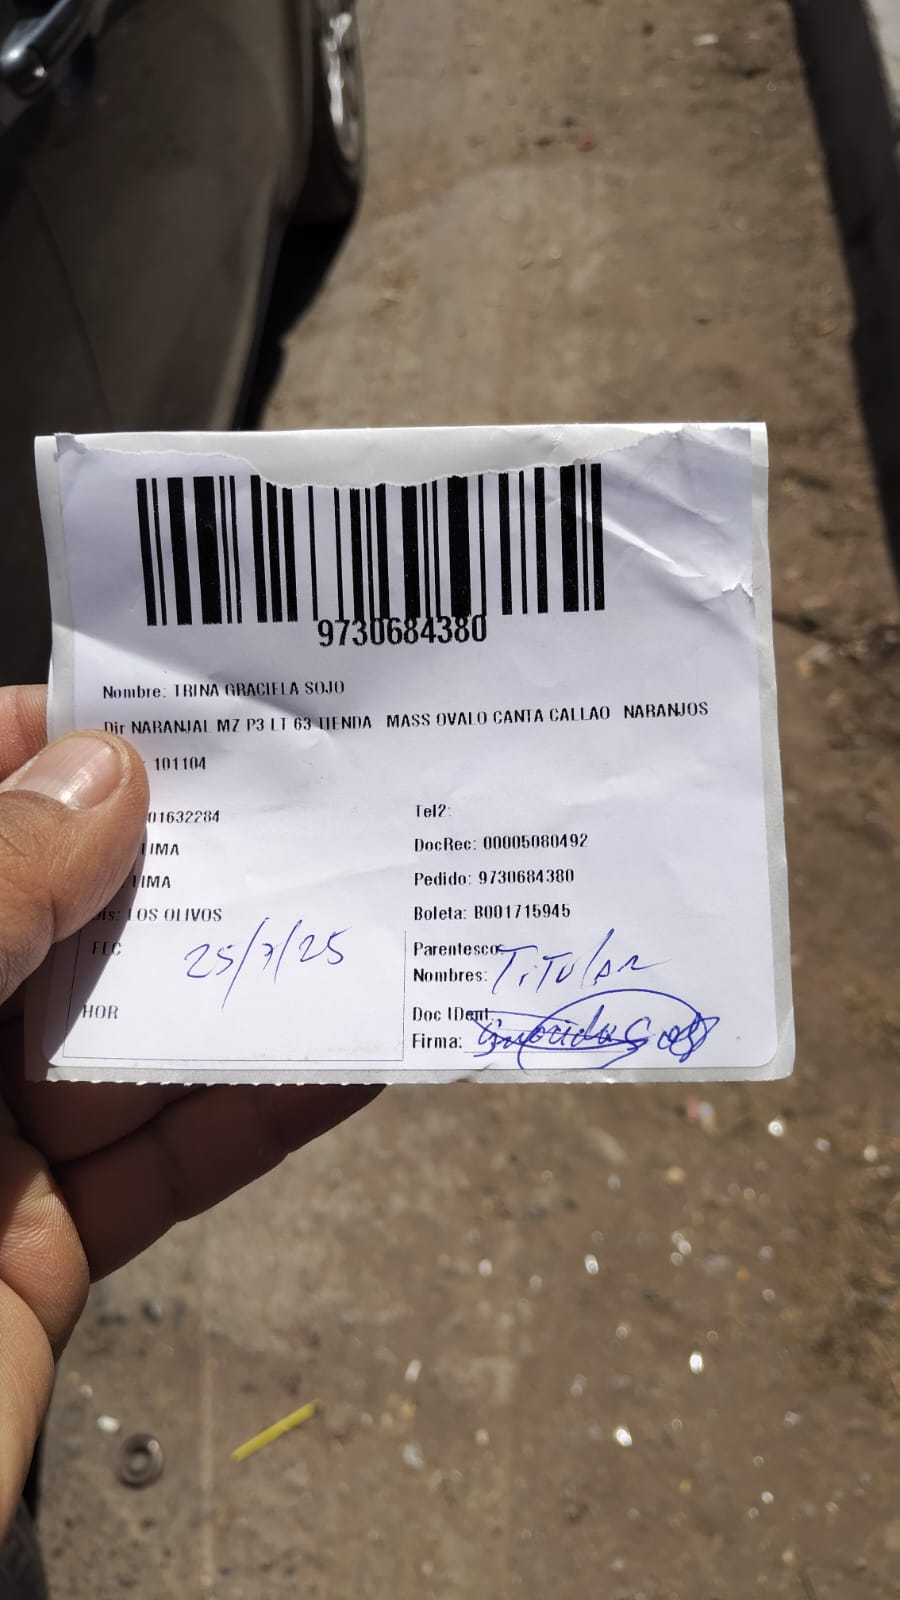 9730684380
Nombre: TRINA GRACIELA SOJO
Dir NARANJAL MZ P3 LT 63 TIENDA MASS OVALO CANTA CALLAO NARANJOS
101104
01632284 Tel2:
LIMA DocRec: 00005080492
LIMA Pedido: 9730684380
Dis: LOS OLIVOS Boleta: B001715945
FEC 25/7/25 Parentesco:
Nombres: TiTulAR
HOR Doc IDent.:
Firma: